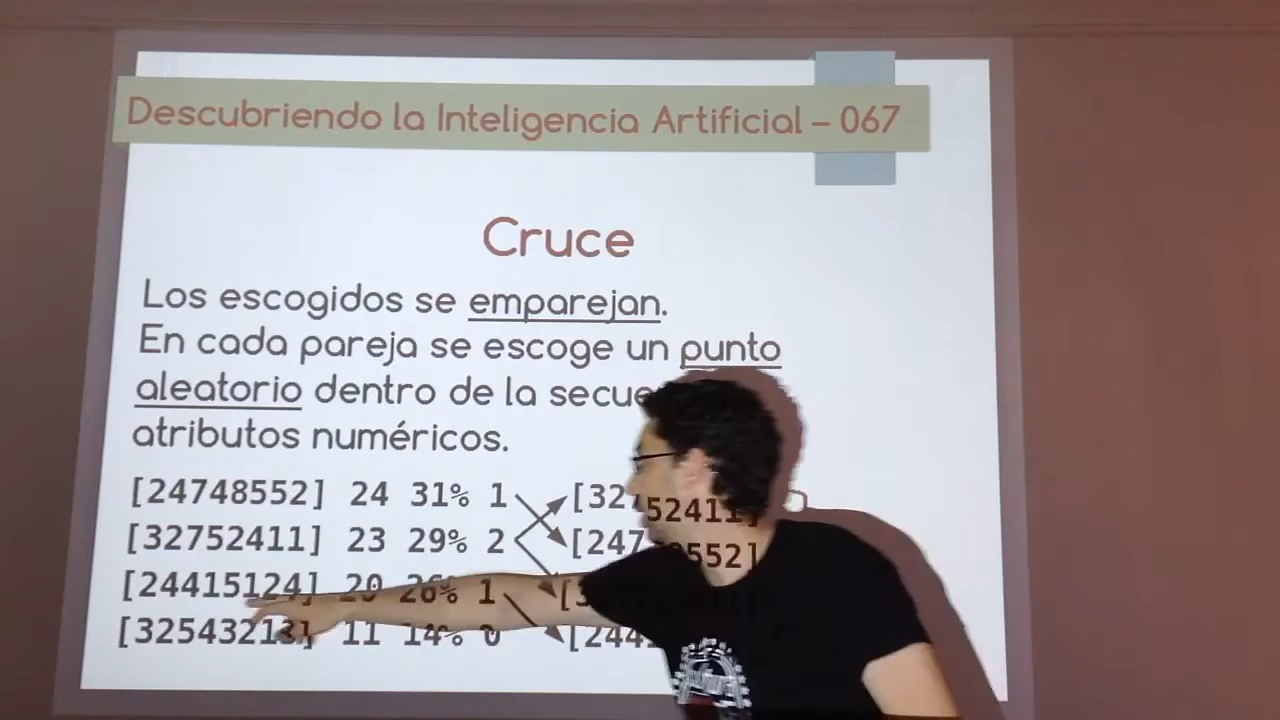 Descubriendo la Inteligencia Artificial – 067
Cruce
Los escogidos se emparejan.
En cada pareja se escoge un punto
aleatorio dentro de la
atributos numéricos.
[24748552] 24 31% 1
[32752411] 23 29% 2
[24415124] 20 26% 1
[32543213] 11 14% 0